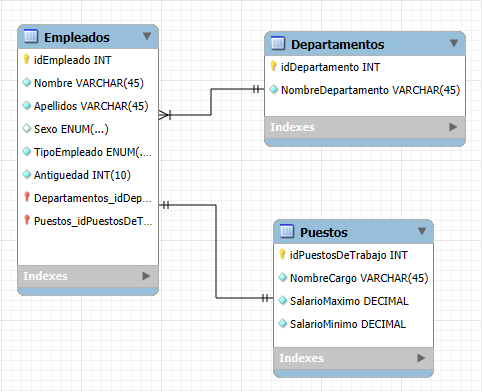 Empleados
idEmpleado INT
Nombre VARCHAR(45)
Apellidos VARCHAR(45)
Sexo ENUM(...)
TipoEmpleado ENUM(...
Antiguedad INT(10)
Departamentos_idDep...
Puestos_idPuestosDeT...
Indexes
Departamentos
idDepartamento INT
NombreDepartamento VARCHAR(45)
Indexes
Puestos
idPuestosDeTrabajo INT
NombreCargo VARCHAR(45)
SalarioMaximo DECIMAL
SalarioMinimo DECIMAL
Indexes